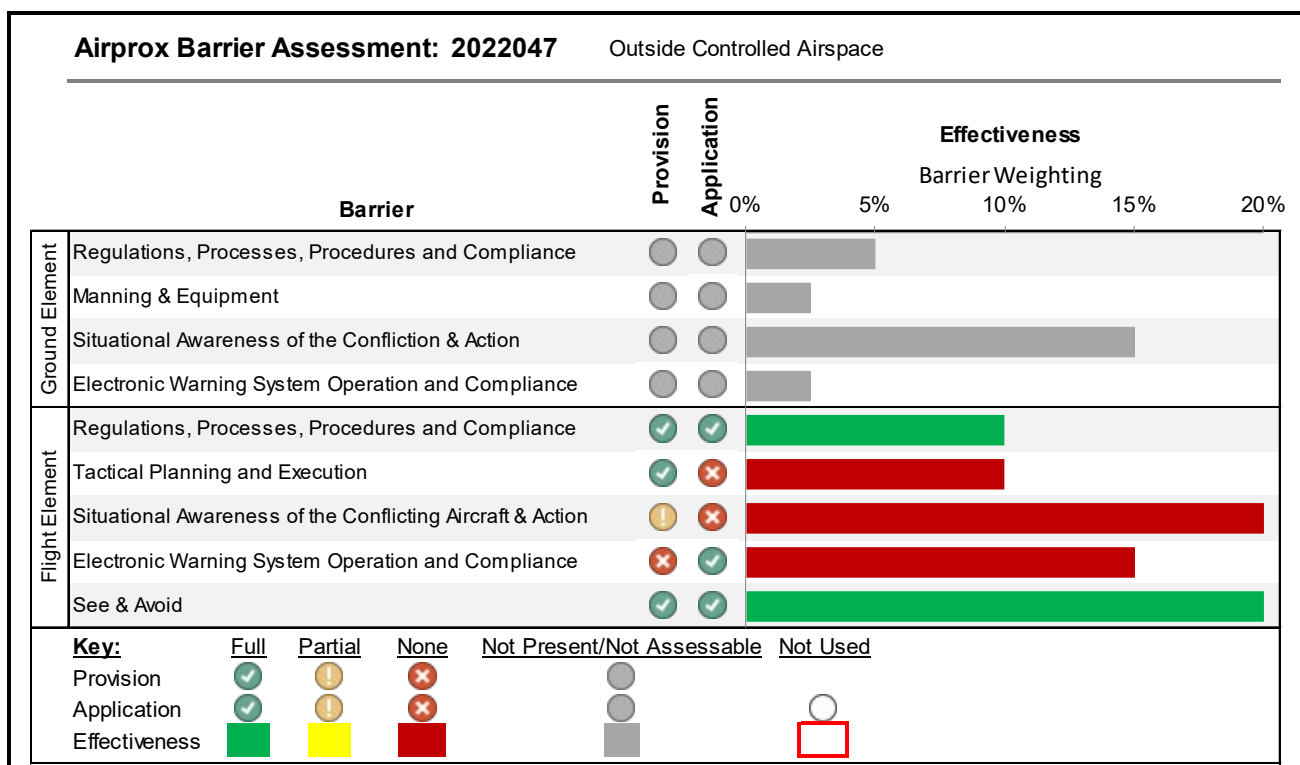 Airprox Barrier Assessment: 2022047 Outside Controlled Airspace
Barrier Provision Application Effectiveness
Barrier Weighting
0% 5% 10% 15% 20%
Ground Element
Regulations, Processes, Procedures and Compliance
Manning & Equipment
Situational Awareness of the Confliction & Action
Electronic Warning System Operation and Compliance
Flight Element
Regulations, Processes, Procedures and Compliance
Tactical Planning and Execution
Situational Awareness of the Conflicting Aircraft & Action
Electronic Warning System Operation and Compliance
See & Avoid
Key: Full Partial None Not Present/Not Assessable Not Used
Provision
Application
Effectiveness